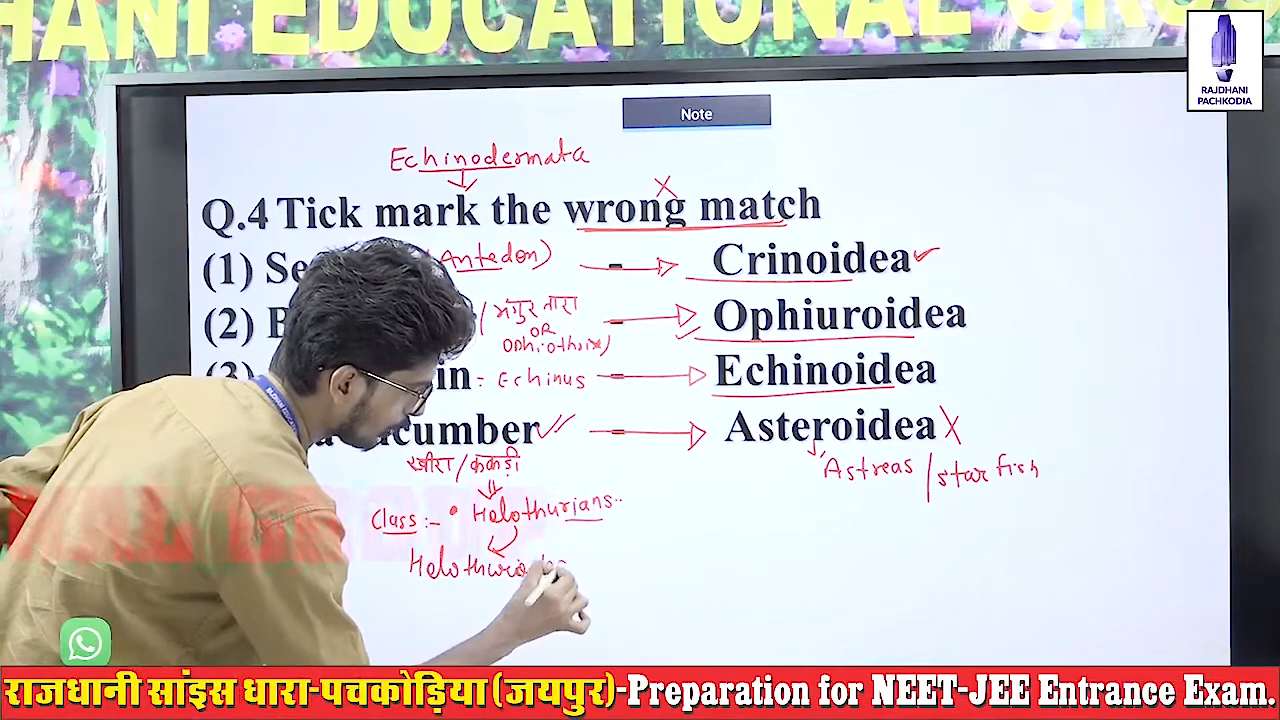 HANI EDUCATIONAL GRO
RAJDHANI
PACHKODIA
Note
Echinodermata
Q.4 Tick mark the wrong match
(1) Se (Antedon) - Crinoidea
(2) B / भंगुर तारा - Ophiuroidea
OR
(3) in = Echinus - Echinoidea
cumber - Asteroidea
खीरा / ककड़ी
Astreas / star fish
Class :- Holothurians..
RAJDHANI
राजधानी सांइस धारा-पचकोड़िया (जयपुर)-Preparation for NEET-JEE Entrance Exam.